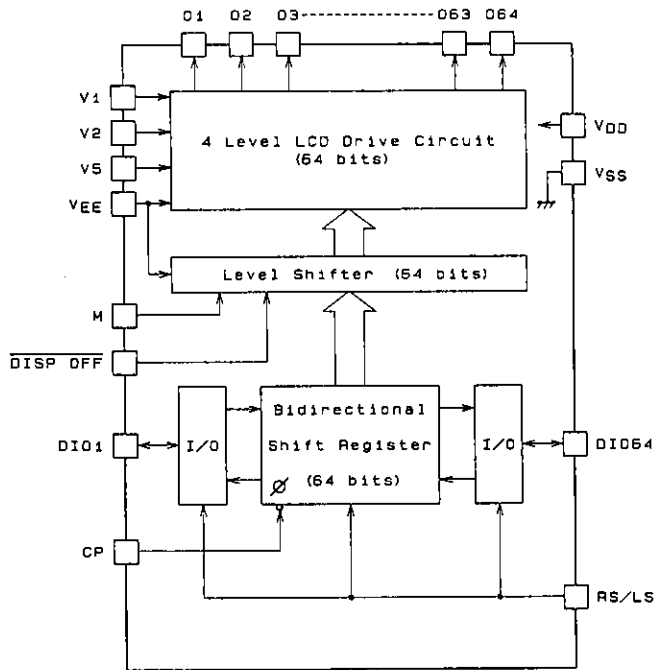 O1 O2 O3 O63 O64
V1
V2
V5
VEE
4 Level LCD Drive Circuit
(64 bits)
VDD
VSS
Level Shifter (64 bits)
M
DISP OFF
DIO1
I/O
Bidirectional
Shift Register
(64 bits)
Ø
I/O
DIO64
CP
RS/LS